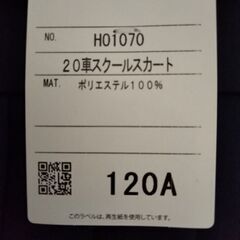 NO. HO1070
20車スクールスカート
MAT. ポリエステル100%
120A
このラベルは、再生紙を使用しています。